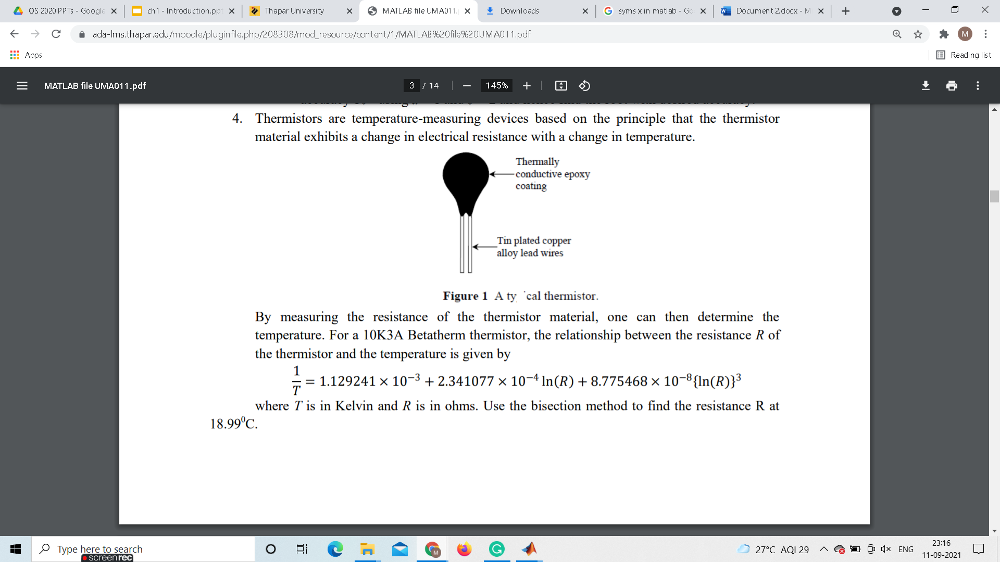 OS 2020 PPTs - Google
ch1 - Introduction.ppt
Thapar University
MATLAB file UMA011.
Downloads
syms x in matlab - Go
Document 2.docx - M
ada-lms.thapar.edu/moodle/pluginfile.php/208308/mod_resource/content/1/MATLAB%20file%20UMA011.pdf
M
Apps
Reading list
MATLAB file UMA011.pdf
3 / 14
145%
4. Thermistors are temperature-measuring devices based on the principle that the thermistor
material exhibits a change in electrical resistance with a change in temperature.
Thermally
conductive epoxy
coating
Tin plated copper
alloy lead wires
Figure 1 A ty cal thermistor.
By measuring the resistance of the thermistor material, one can then determine the
temperature. For a 10K3A Betatherm thermistor, the relationship between the resistance R of
the thermistor and the temperature is given by
1/T = 1.129241 × 10⁻³ + 2.341077 × 10⁻⁴ ln(R) + 8.775468 × 10⁻⁸{ln(R)}³
where T is in Kelvin and R is in ohms. Use the bisection method to find the resistance R at
18.99⁰C.
Type here to search
screenrec
27°C AQI 29
ENG
23:16
11-09-2021